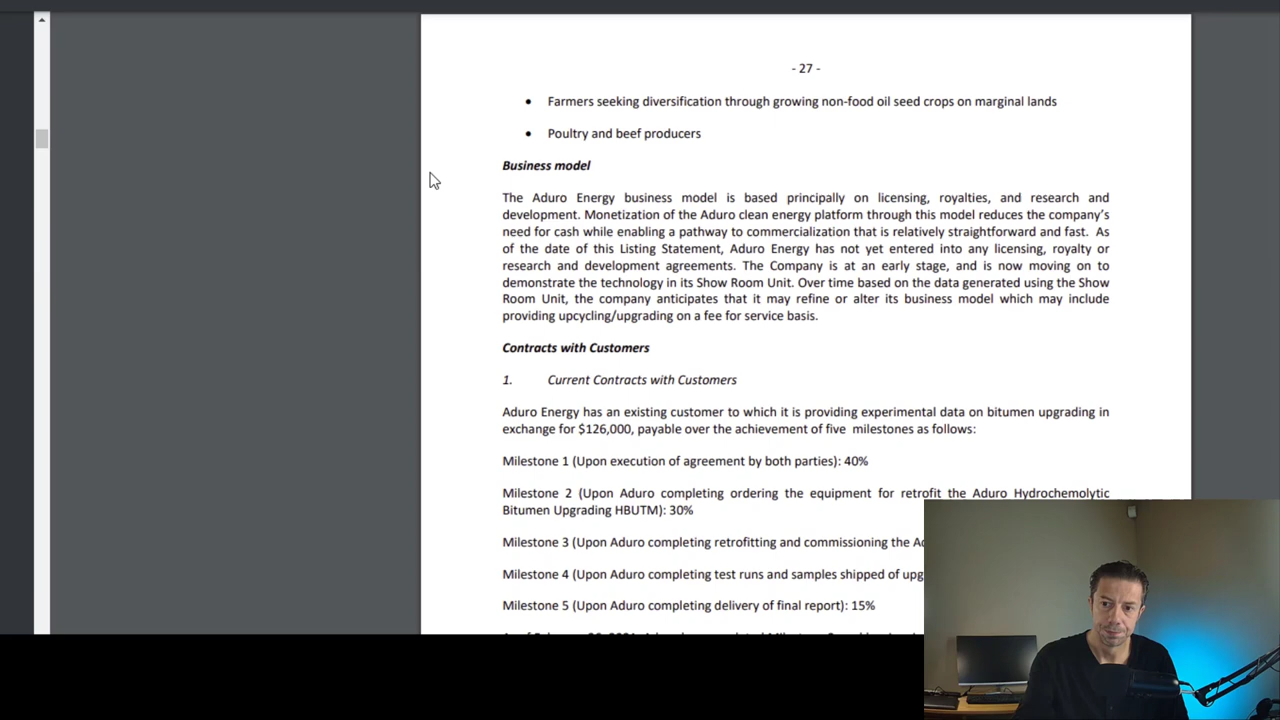 - 27 -
• Farmers seeking diversification through growing non-food oil seed crops on marginal lands
• Poultry and beef producers
Business model
The Aduro Energy business model is based principally on licensing, royalties, and research and
development. Monetization of the Aduro clean energy platform through this model reduces the company's
need for cash while enabling a pathway to commercialization that is relatively straightforward and fast. As
of the date of this Listing Statement, Aduro Energy has not yet entered into any licensing, royalty or
research and development agreements. The Company is at an early stage, and is now moving on to
demonstrate the technology in its Show Room Unit. Over time based on the data generated using the Show
Room Unit, the company anticipates that it may refine or alter its business model which may include
providing upcycling/upgrading on a fee for service basis.
Contracts with Customers
1. Current Contracts with Customers
Aduro Energy has an existing customer to which it is providing experimental data on bitumen upgrading in
exchange for $126,000, payable over the achievement of five milestones as follows:
Milestone 1 (Upon execution of agreement by both parties): 40%
Milestone 2 (Upon Aduro completing ordering the equipment for retrofit the Aduro Hydrochemolytic
Bitumen Upgrading HBUTM): 30%
Milestone 3 (Upon Aduro completing retrofitting and commissioning the
Milestone 4 (Upon Aduro completing test runs and samples shipped of
Milestone 5 (Upon Aduro completing delivery of final report): 15%